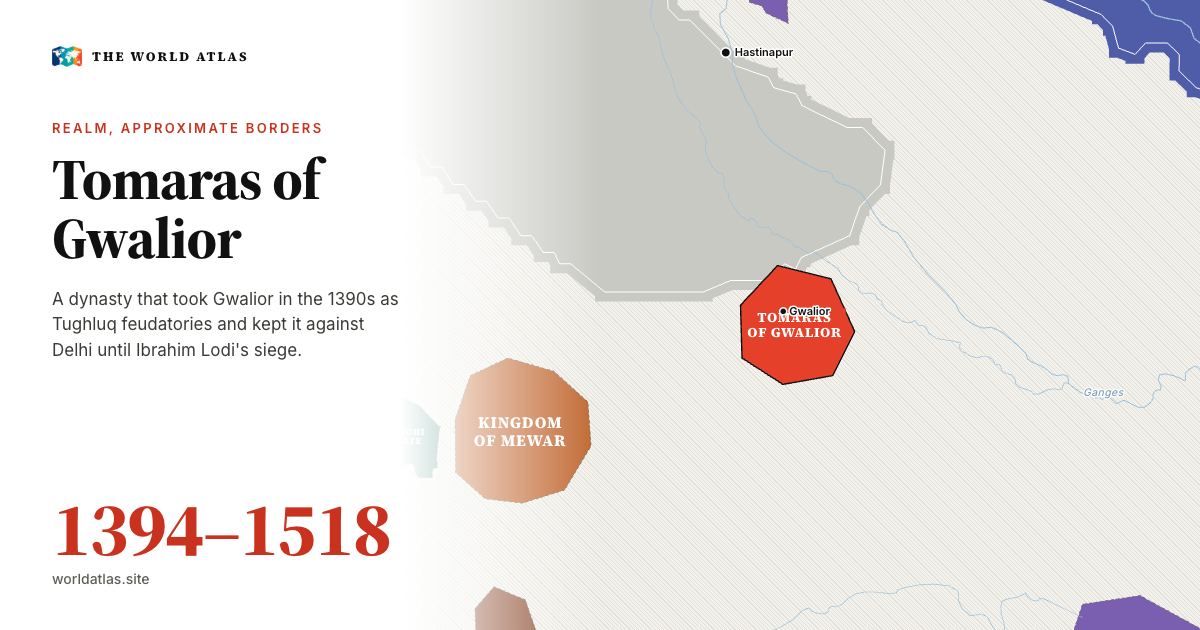 THE WORLD ATLAS
REALM, APPROXIMATE BORDERS
Tomaras of
Gwalior
A dynasty that took Gwalior in the 1390s as
Tughluq feudatories and kept it against
Delhi until Ibrahim Lodi's siege.
1394–1518
worldatlas.site
Hastinapur
Gwalior
TOMARAS
OF GWALIOR
Ganges
KINGDOM
OF MEWAR